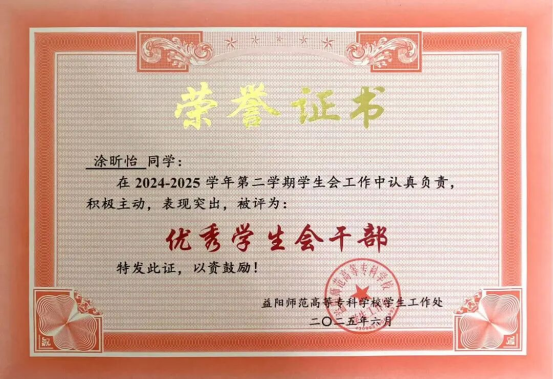 荣誉证书
涂昕怡 同学：
在2024-2025学年第二学期学生会工作中认真负责，
积极主动，表现突出，被评为：
优秀学生会干部
特发此证，以资鼓励！
益阳师范高等专科学校学生工作处
二〇二五年六月